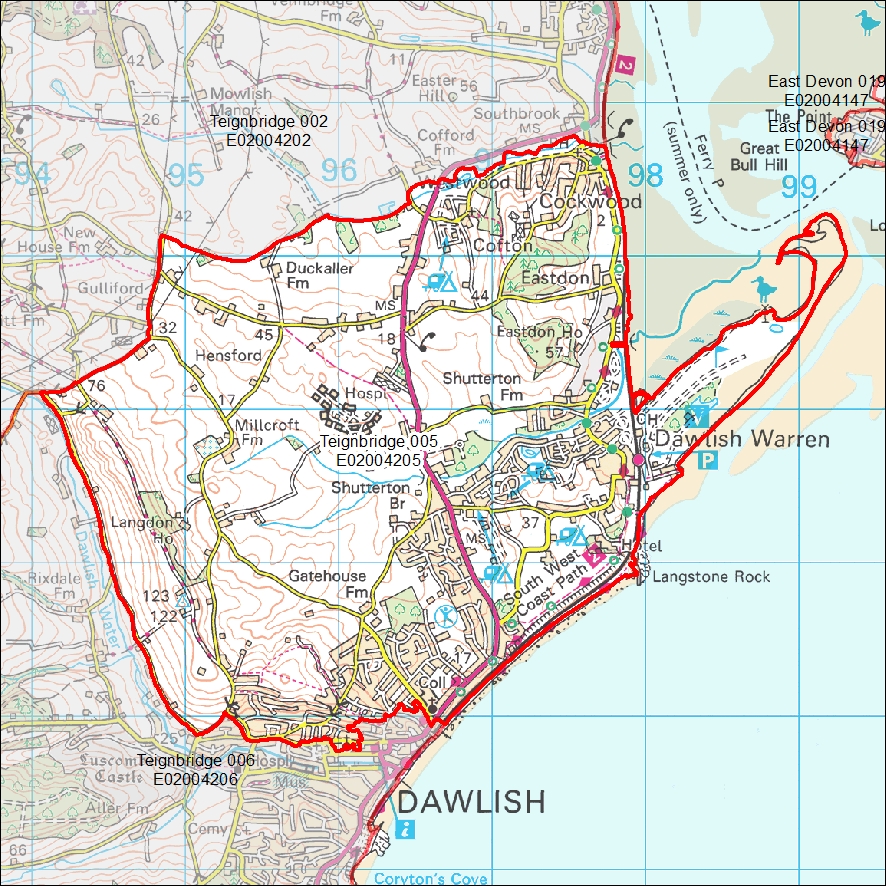 Fm
Mowlish
Manor
26
Easter
Hill
56
11
Southbrook
MS
2
East Devon 019
E02004147
The Point
East Devon 019
E02004147
Great
Bull Hill
Teignbridge 002
E02004202
Cofford
Fm
Ferry P
(summer only)
94
95
96
98
99
Westwood
Cockwood
42
New
House Fm
Cofton
2
Duckaller
Fm
Eastdon
Gulliford
MS
44
32
45
18
Eastdon Ho
57
1
Hensford
76
Hospl
Shutterton
Fm
17
Millcroft
Fm
CH
Dawlish Warren
P
Teignbridge 005
E02004205
Shutterton
Br
Langdon
Ho
37
MS
Hotel
Dawlish
Water
Rixdale
Fm
South West
Coast Path
2
Langstone Rock
Gatehouse
Fm
123
122
Coll
27
Teignbridge 006
E02004206
Castle
Hospl
Mus
Aller Fm
DAWLISH
Cemy
i
66
Coryton's Cove